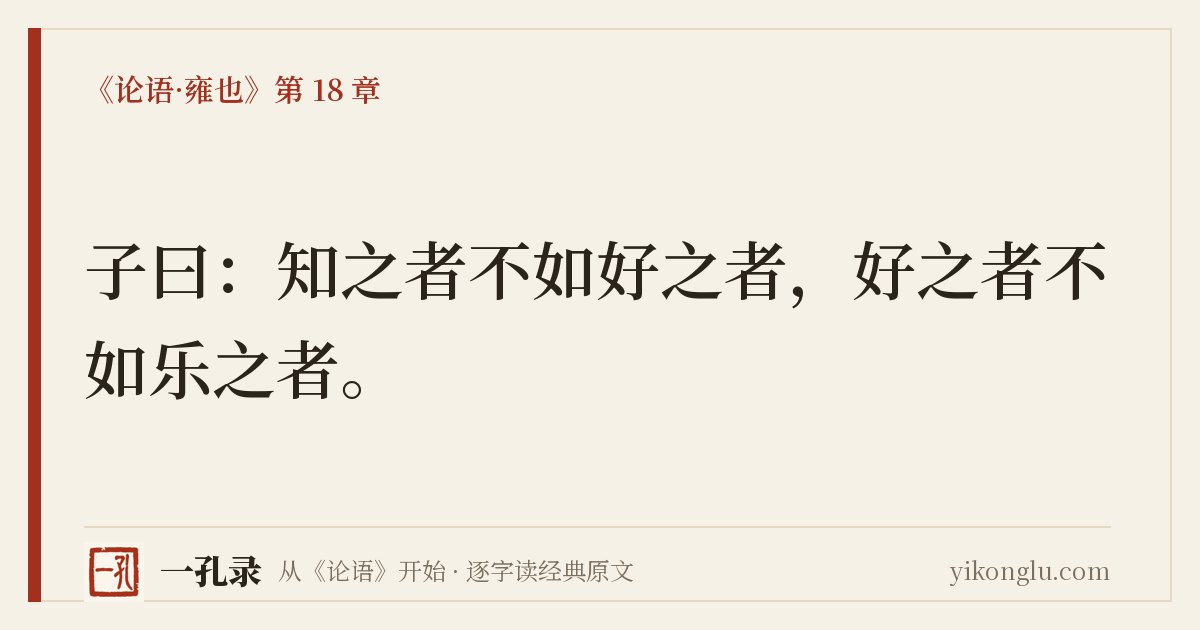 《论语·雍也》第 18 章
子曰：知之者不如好之者，好之者不
如乐之者。
一孔
一孔录 从《论语》开始 · 逐字读经典原文 yikonglu.com